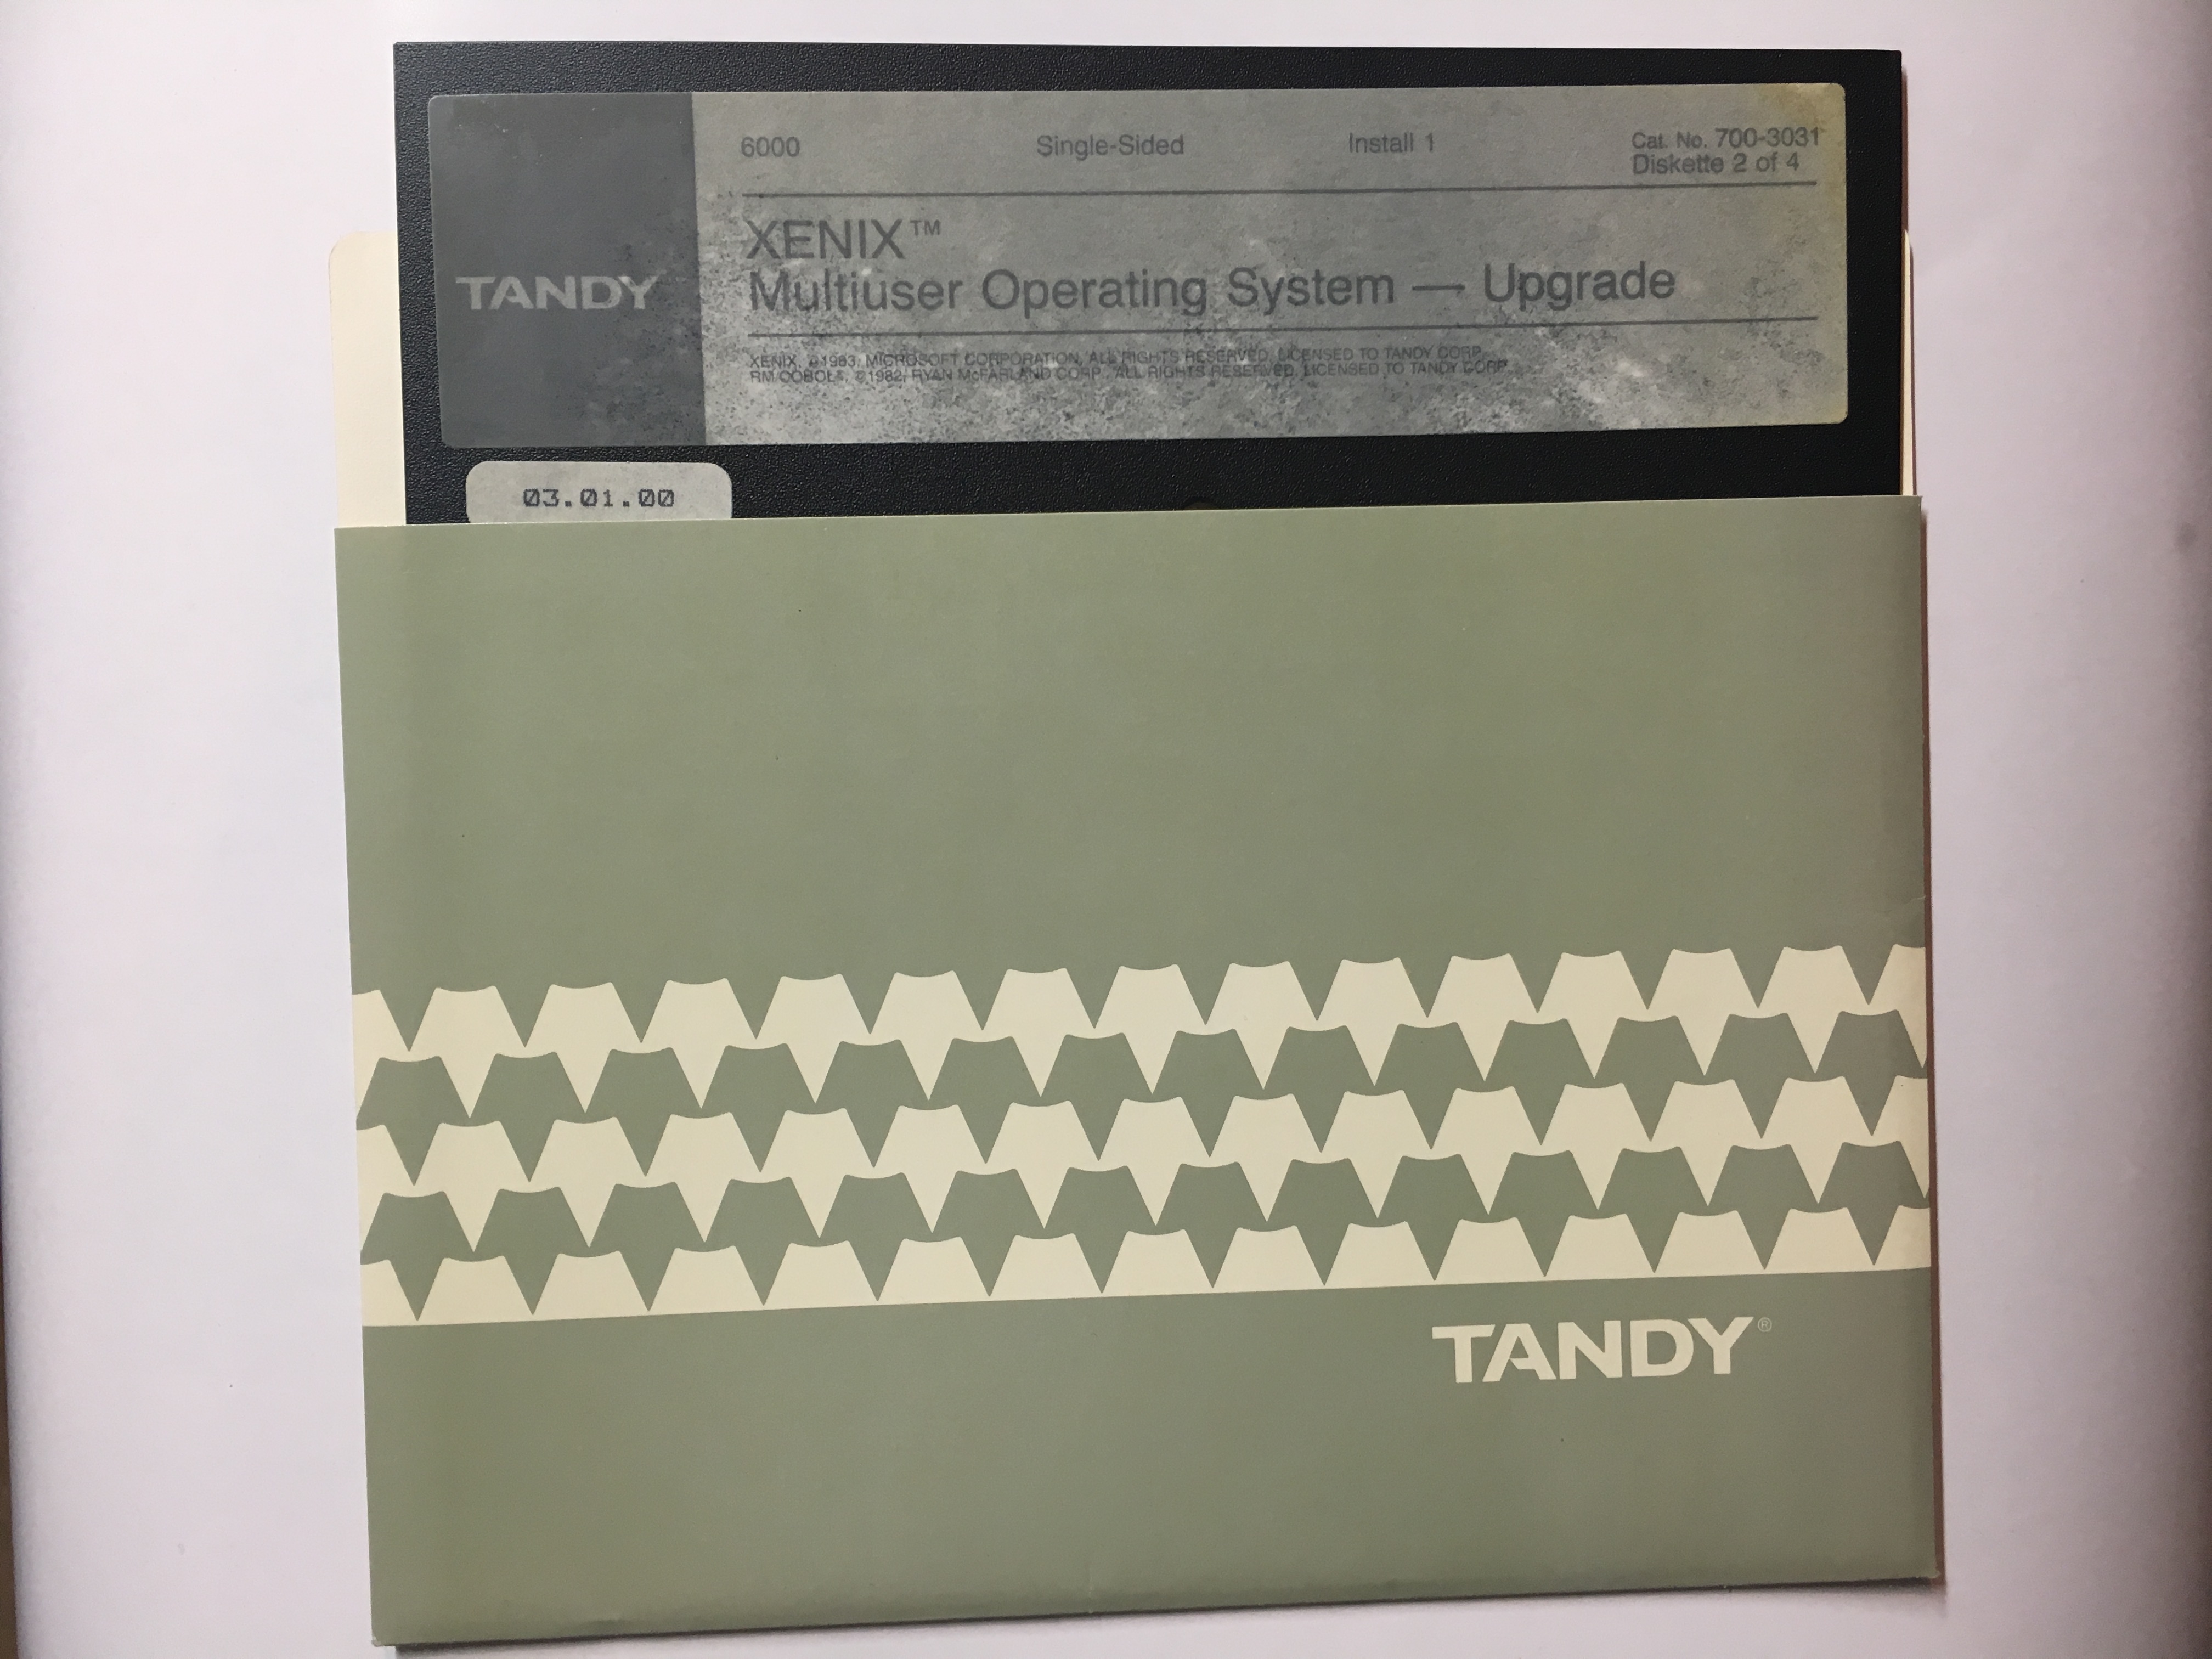 6000 Single-Sided Install 1 Cat. No. 700-3031
Diskette 2 of 4
XENIX™
Multiuser Operating System — Upgrade
TANDY
XENIX, ©1983, MICROSOFT CORPORATION, ALL RIGHTS RESERVED, LICENSED TO TANDY CORP.
RM COBOL®, ©1982, RYAN McFARLAND CORP. ALL RIGHTS RESERVED, LICENSED TO TANDY CORP.
03.01.00
TANDY®